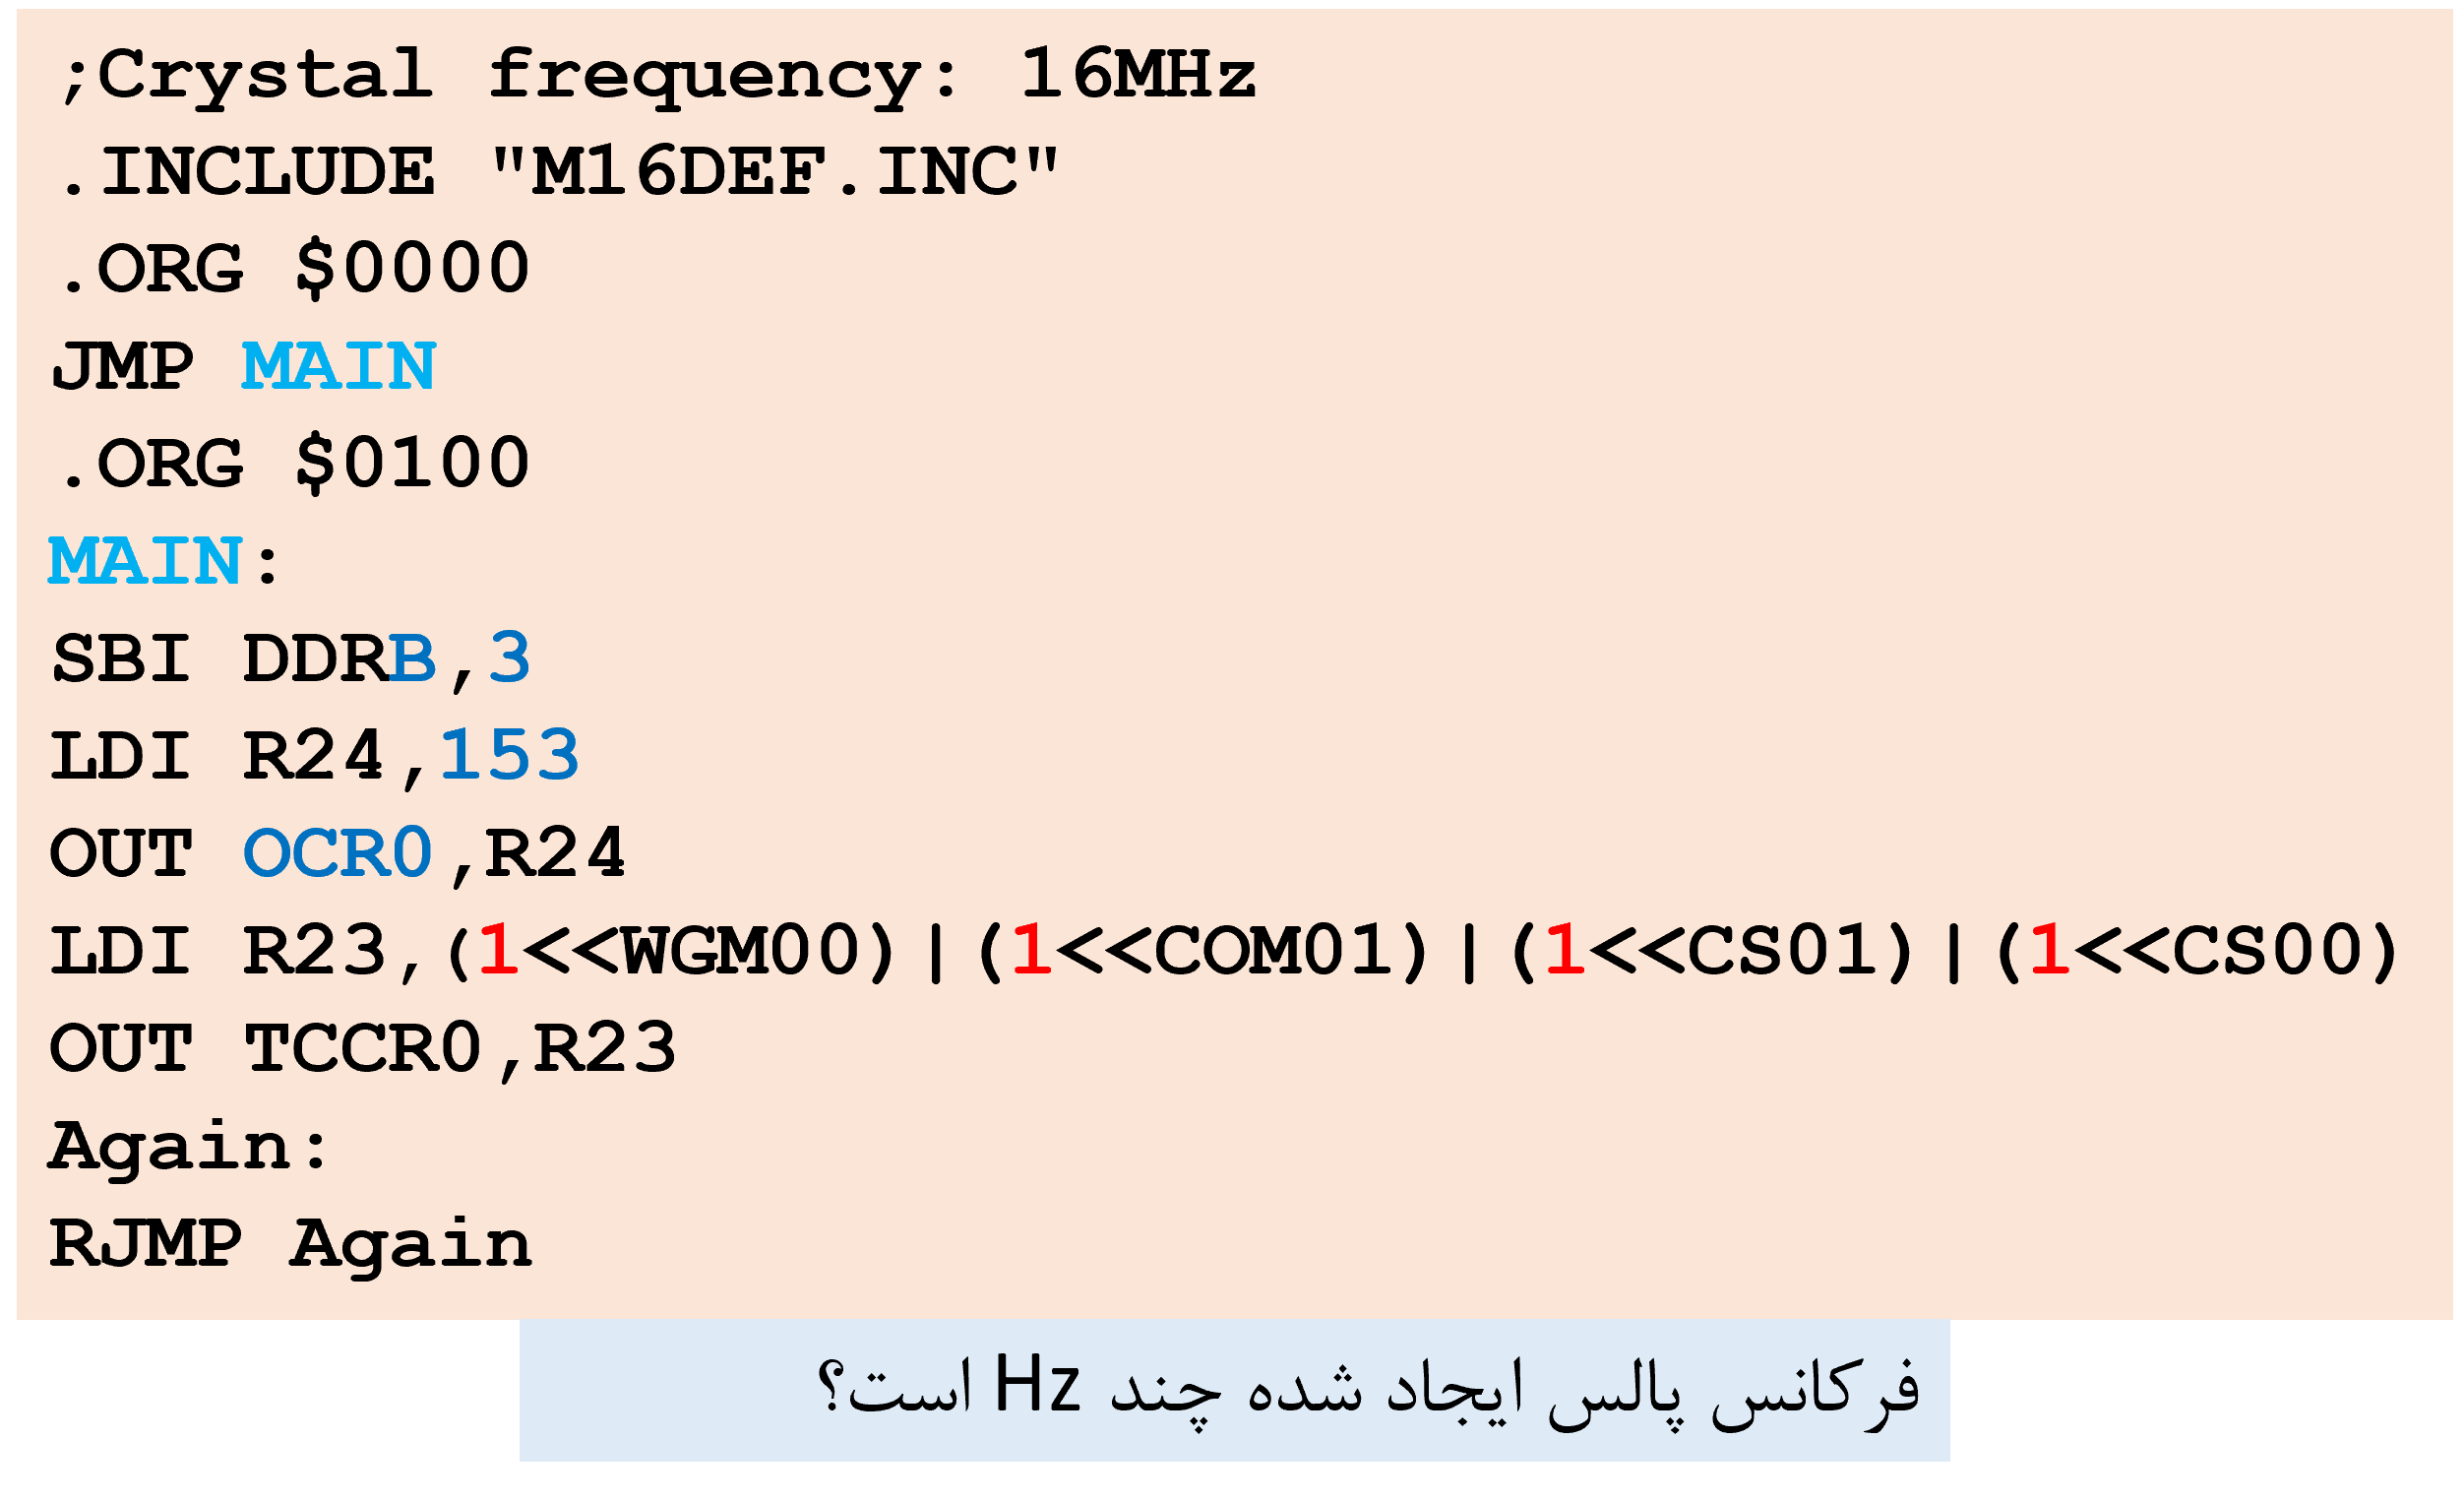 ;Crystal frequency: 16MHz
.INCLUDE "M16DEF.INC"
.ORG $0000
JMP MAIN
.ORG $0100
MAIN:
SBI DDRB,3
LDI R24,153
OUT OCR0,R24
LDI R23,(1<<WGM00)|(1<<COM01)|(1<<CS01)|(1<<CS00)
OUT TCCR0,R23
Again:
RJMP Again
فرکانس پالس ایجاد شده چند Hz است؟